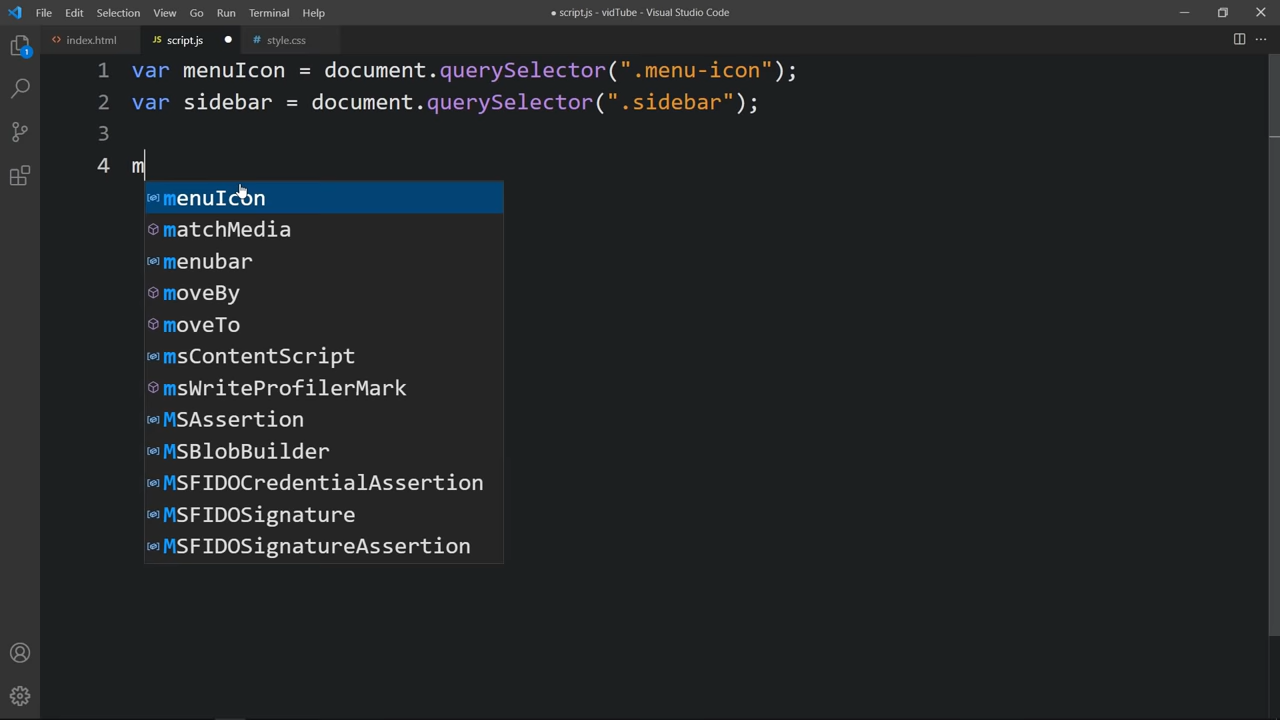 File Edit Selection View Go Run Terminal Help
● script.js - vidTube - Visual Studio Code
1
<> index.html
JS script.js ●
# style.css
1 var menuIcon = document.querySelector(".menu-icon");
2 var sidebar = document.querySelector(".sidebar");
3
4 m
menuIcon
matchMedia
menubar
moveBy
moveTo
msContentScript
msWriteProfilerMark
MSAssertion
MSBlobBuilder
MSFIDOCredentialAssertion
MSFIDOSignature
MSFIDOSignatureAssertion